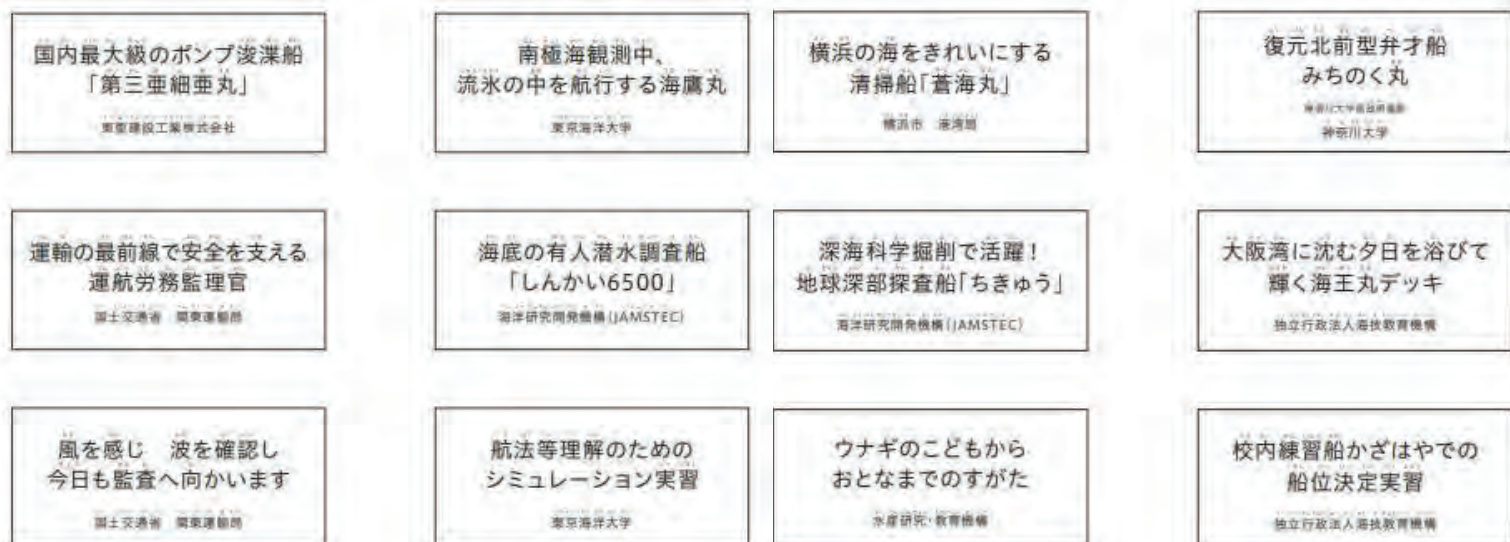 国内最大級のポンプ浚渫船
「第三亜細亜丸」
東亜建設工業株式会社
南極海観測中、
流氷の中を航行する海鷹丸
東京海洋大学
横浜の海をきれいにする
清掃船「蒼海丸」
横浜市 港湾局
復元北前型弁才船
みちのく丸
神奈川大学
運輸の最前線で安全を支える
運航労務監理官
国土交通省 関東運輸局
海底の有人潜水調査船
「しんかい6500」
海洋研究開発機構(JAMSTEC)
深海科学掘削で活躍！
地球深部探査船「ちきゅう」
海洋研究開発機構(JAMSTEC)
大阪湾に沈む夕日を浴びて
輝く海王丸デッキ
独立行政法人海技教育機構
風を感じ 波を確認し
今日も監査へ向かいます
国土交通省 関東運輸局
航法等理解のための
シミュレーション実習
東京海洋大学
ウナギのこどもから
おとなまでのすがた
水産研究・教育機構
校内練習船かざはやでの
船位決定実習
独立行政法人海技教育機構